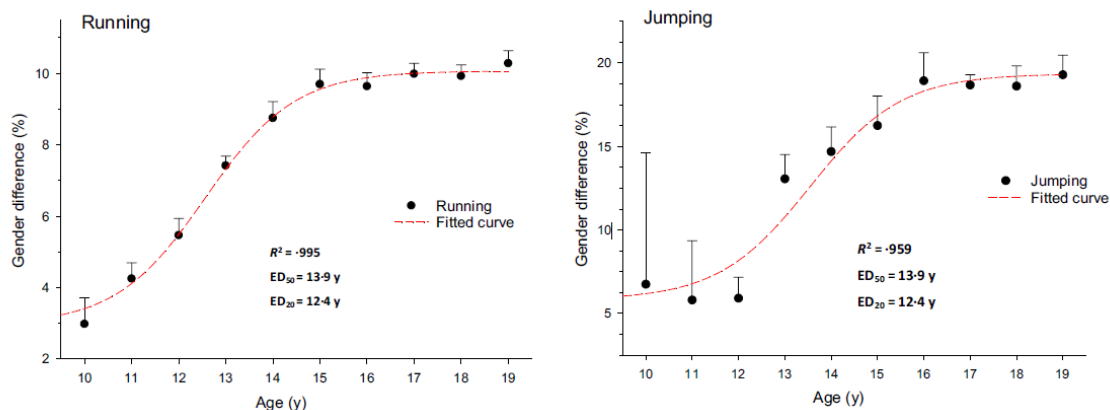 Running
Gender difference (%)
10
8
6
4
2
Running
Fitted curve
R² = ·995
ED₅₀ = 13·9 y
ED₂₀ = 12·4 y
10 11 12 13 14 15 16 17 18 19
Age (y)
Jumping
Gender difference (%)
20
15
10
5
Jumping
Fitted curve
R² = ·959
ED₅₀ = 13·9 y
ED₂₀ = 12·4 y
10 11 12 13 14 15 16 17 18 19
Age (y)